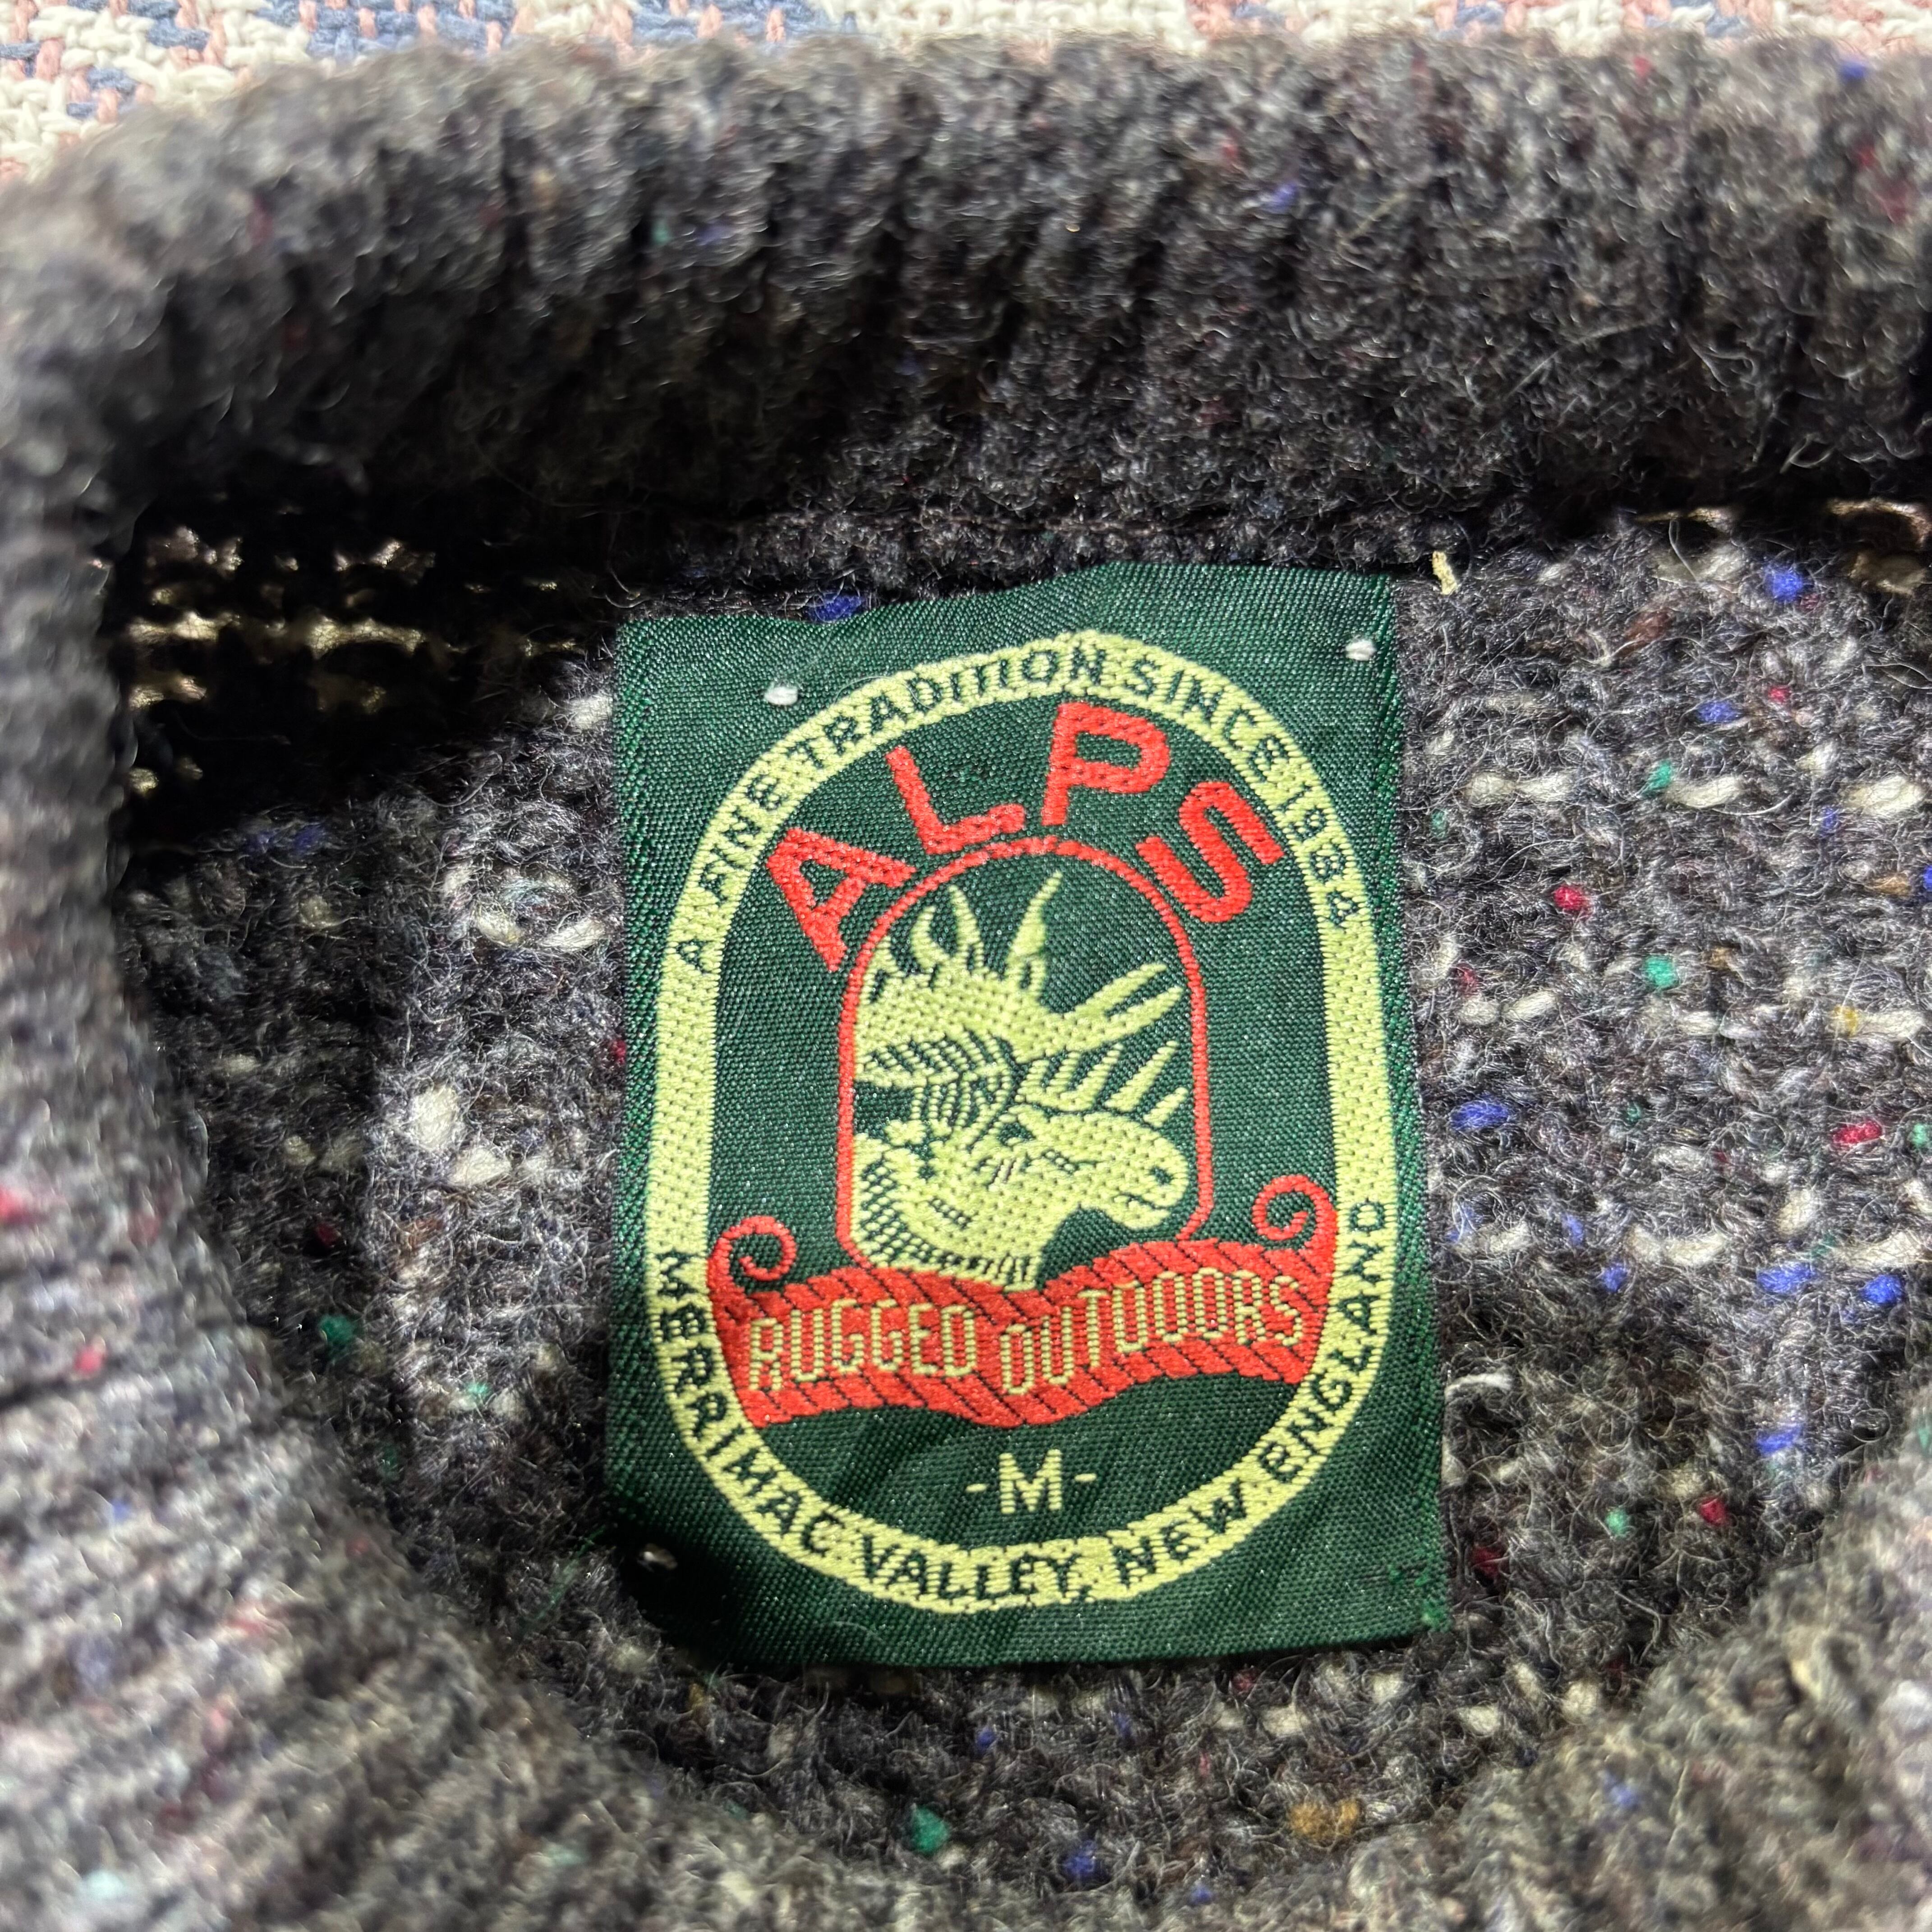 A FINE TRADITION SINCE 1984
ALPS
RUGGED OUTDOORS
-M-
MERRIMAC VALLEY, NEW ENGLAND